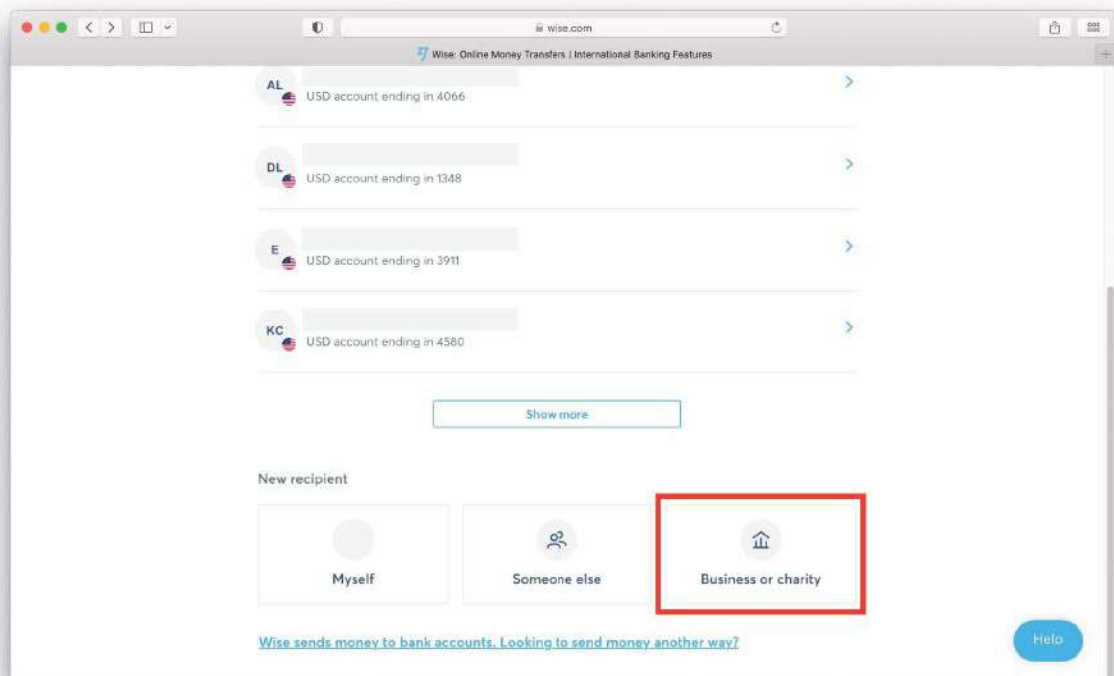 wise.com
Wise: Online Money Transfers | International Banking Features
AL
USD account ending in 4066
DL
USD account ending in 1348
E
USD account ending in 3911
KC
USD account ending in 4580
Show more
New recipient
Myself
Someone else
Business or charity
Wise sends money to bank accounts. Looking to send money another way?
Help